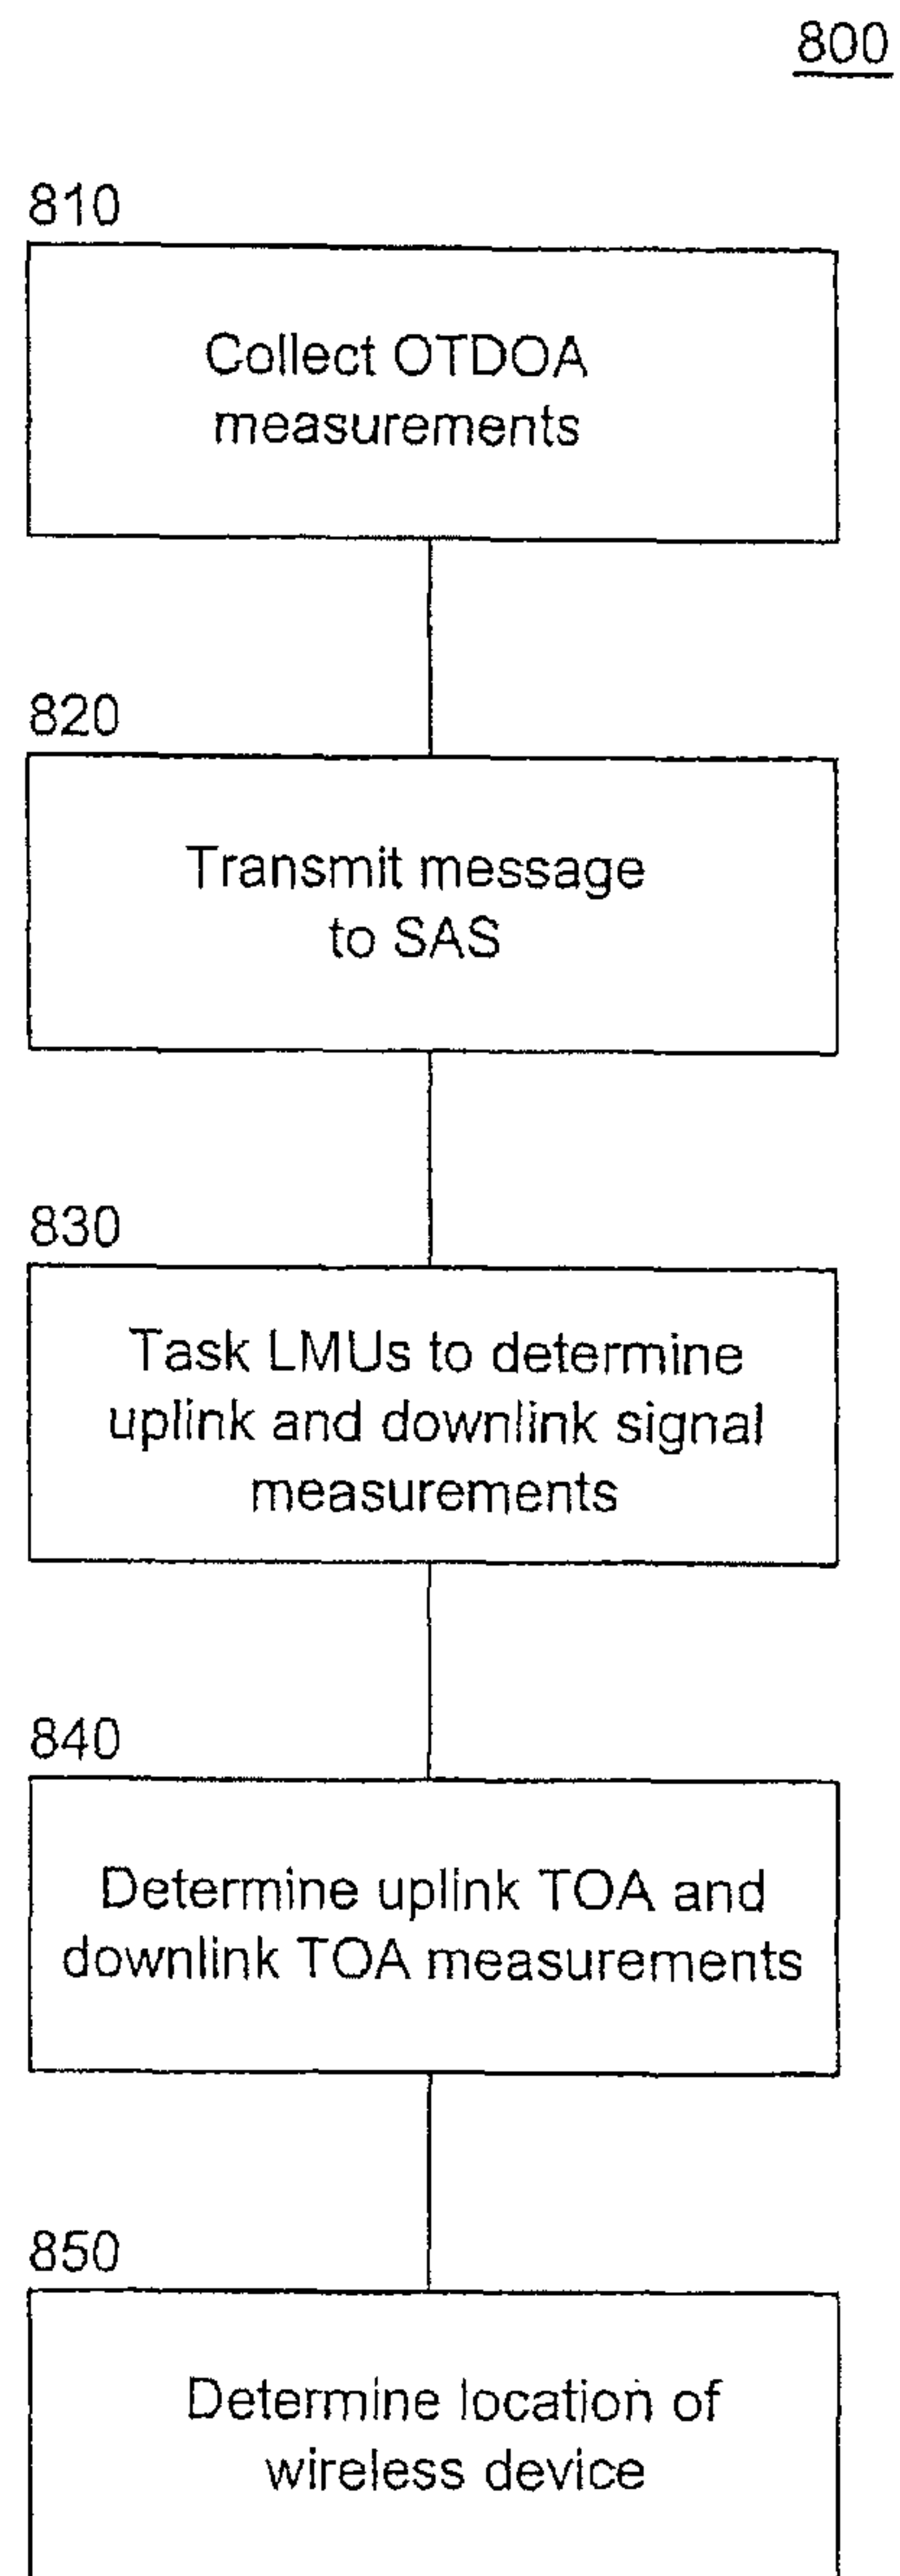 800
810
Collect OTDOA
measurements
820
Transmit message
to SAS
830
Task LMUs to determine
uplink and downlink signal
measurements
840
Determine uplink TOA and
downlink TOA measurements
850
Determine location of
wireless device